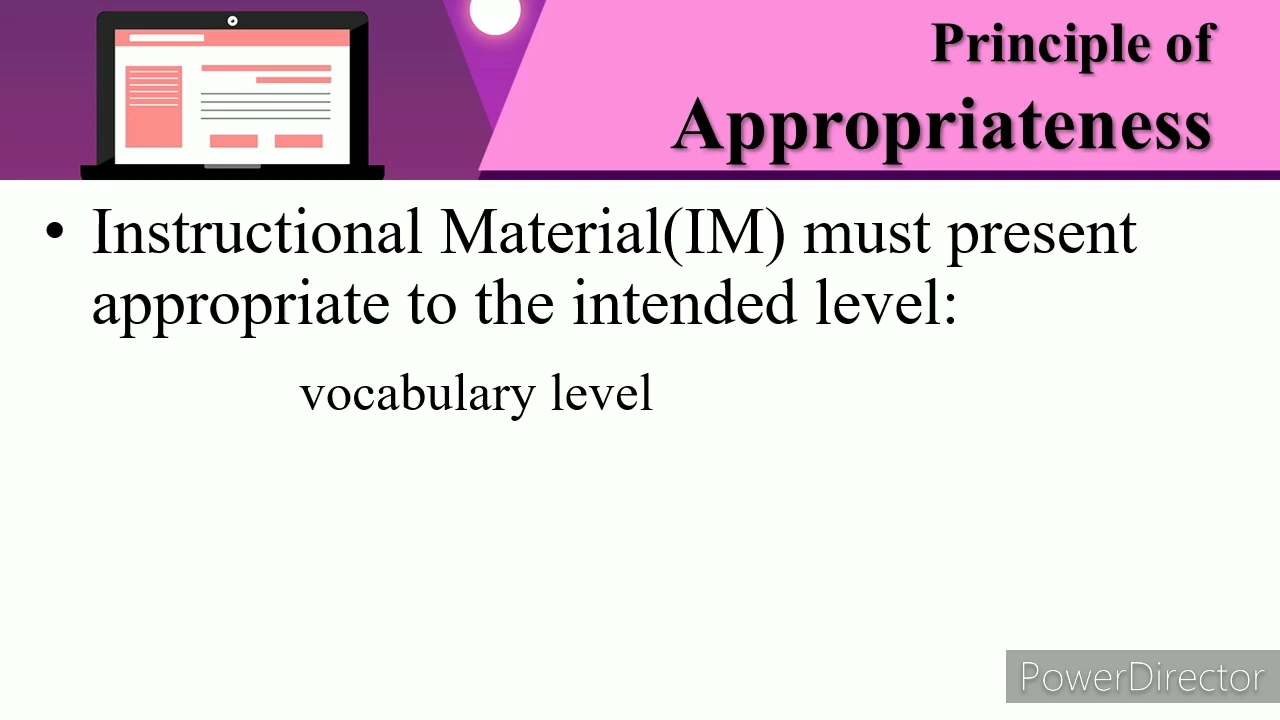 Principle of
Appropriateness
• Instructional Material(IM) must present
appropriate to the intended level:
vocabulary level
PowerDirector